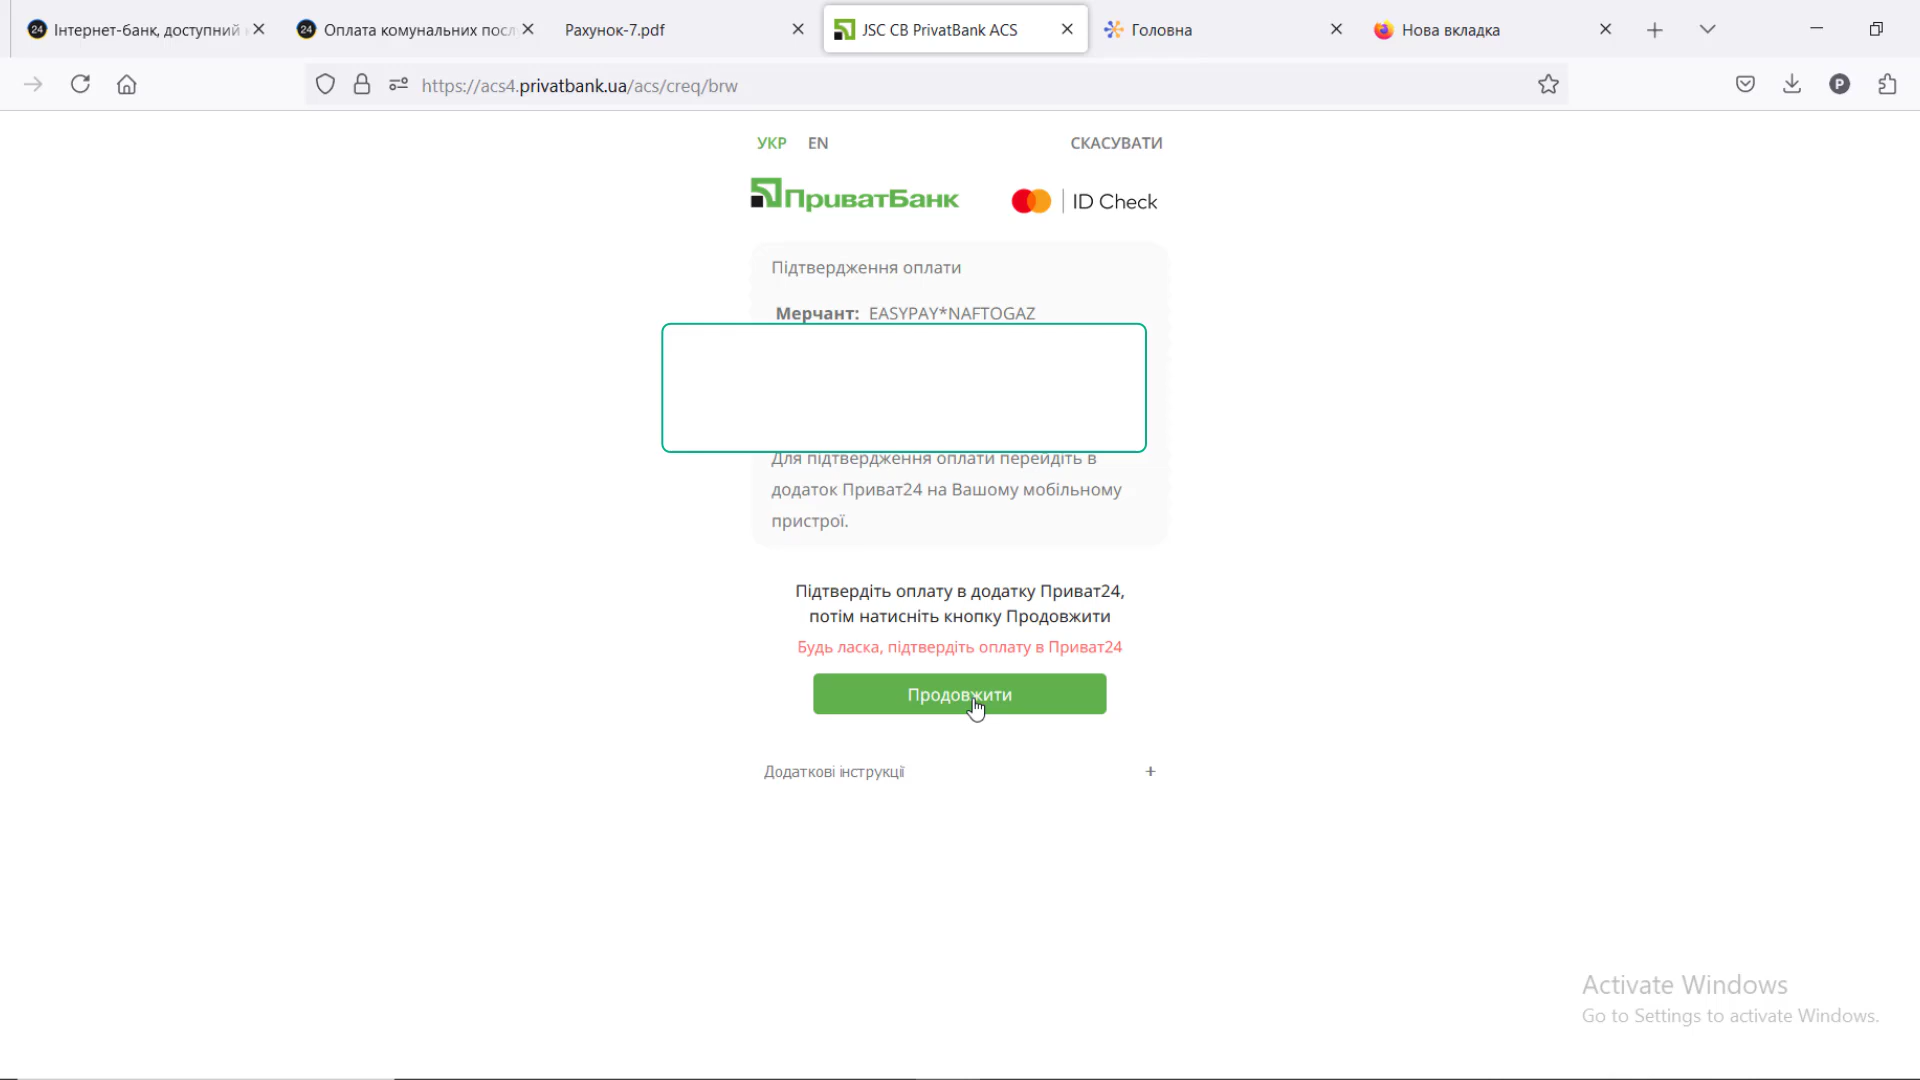 Інтернет-банк, доступний
Оплата комунальних посл
Рахунок-7.pdf
JSC CB PrivatBank ACS
Головна
Нова вкладка
https://acs4.privatbank.ua/acs/creq/brw
P
УКР EN СКАСУВАТИ
ПриватБанк
ID Check
Підтвердження оплати
Мерчант: EASYPAY*NAFTOGAZ
Для підтвердження оплати перейдіть в
додаток Приват24 на Вашому мобільному
пристрої.
Підтвердіть оплату в додатку Приват24,
потім натисніть кнопку Продовжити
Будь ласка, підтвердіть оплату в Приват24
Продовжити
Додаткові інструкції +
Activate Windows
Go to Settings to activate Windows.